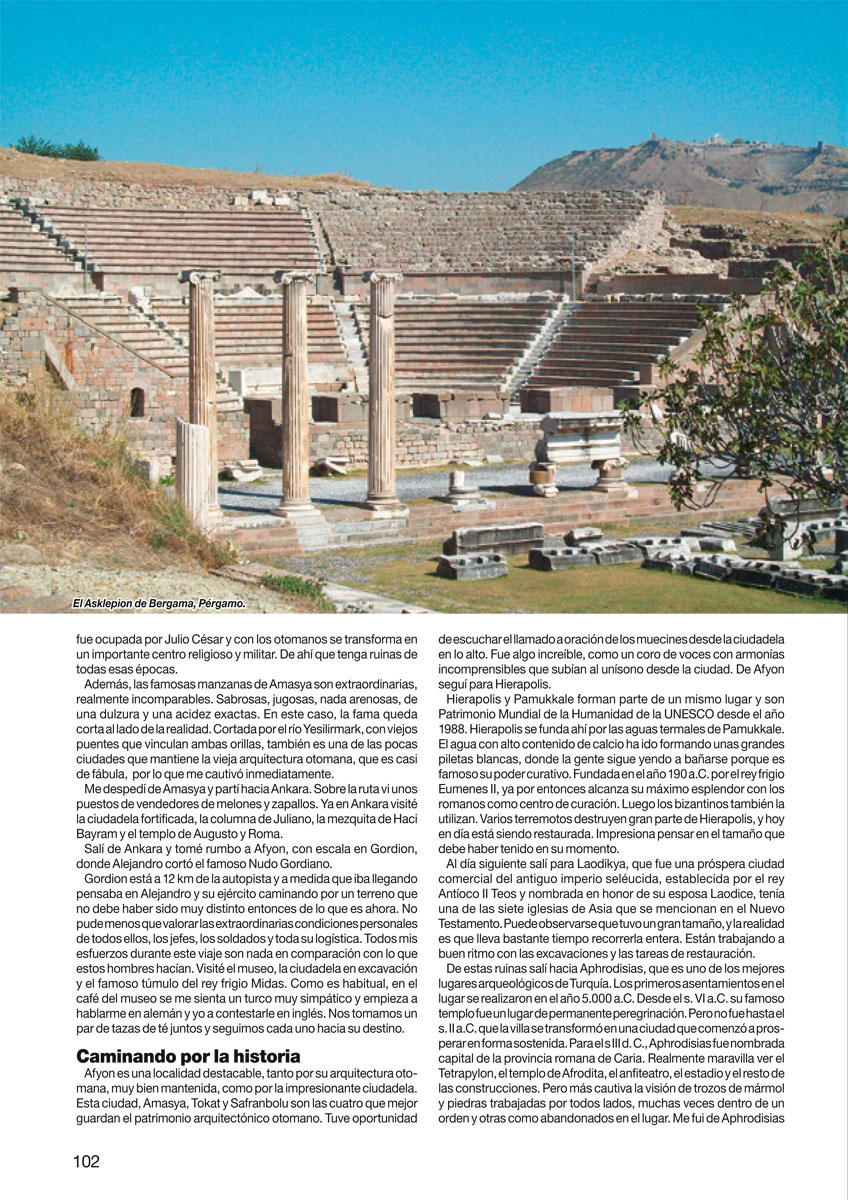 El Asklepion de Bergama, Pérgamo.
fue ocupada por Julio César y con los otomanos se transforma en
un importante centro religioso y militar. De ahí que tenga ruinas de
todas esas épocas.
Además, las famosas manzanas de Amasya son extraordinarias,
realmente incomparables. Sabrosas, jugosas, nada arenosas, de
una dulzura y una acidez exactas. En este caso, la fama queda
corta al lado de la realidad. Cortada por el río Yesilirmark, con viejos
puentes que vinculan ambas orillas, también es una de las pocas
ciudades que mantiene la vieja arquitectura otomana, que es casi
de fábula, por lo que me cautivó inmediatamente.
Me despedí de Amasya y partí hacia Ankara. Sobre la ruta vi unos
puestos de vendedores de melones y zapallos. Ya en Ankara visité
la ciudadela fortificada, la columna de Juliano, la mezquita de Haci
Bayram y el templo de Augusto y Roma.
Salí de Ankara y tomé rumbo a Afyon, con escala en Gordion,
donde Alejandro cortó el famoso Nudo Gordiano.
Gordion está a 12 km de la autopista y a medida que iba llegando
pensaba en Alejandro y su ejército caminando por un terreno que
no debe haber sido muy distinto entonces de lo que es ahora. No
pude menos que valorar las extraordinarias condiciones personales
de todos ellos, los jefes, los soldados y toda su logística. Todos mis
esfuerzos durante este viaje son nada en comparación con lo que
estos hombres hacían. Visité el museo, la ciudadela en excavación
y el famoso túmulo del rey frigio Midas. Como es habitual, en el
café del museo se me sienta un turco muy simpático y empieza a
hablarme en alemán y yo a contestarle en inglés. Nos tomamos un
par de tazas de té juntos y seguimos cada uno hacia su destino.
Caminando por la historia
Afyon es una localidad destacable, tanto por su arquitectura oto-
mana, muy bien mantenida, como por la impresionante ciudadela.
Esta ciudad, Amasya, Tokat y Safranbolu son las cuatro que mejor
guardan el patrimonio arquitectónico otomano. Tuve oportunidad
de escuchar el llamado a oración de los muecines desde la ciudadela
en lo alto. Fue algo increíble, como un coro de voces con armonías
incomprensibles que subían al unísono desde la ciudad. De Afyon
seguí para Hierapolis.
Hierapolis y Pamukkale forman parte de un mismo lugar y son
Patrimonio Mundial de la Humanidad de la UNESCO desde el año
1988. Hierapolis se funda ahí por las aguas termales de Pamukkale.
El agua con alto contenido de calcio ha ido formando unas grandes
piletas blancas, donde la gente sigue yendo a bañarse porque es
famoso su poder curativo. Fundada en el año 190 a.C. por el rey frigio
Eumenes II, ya por entonces alcanza su máximo esplendor con los
romanos como centro de curación. Luego los bizantinos también la
utilizan. Varios terremotos destruyen gran parte de Hierapolis, y hoy
en día está siendo restaurada. Impresiona pensar en el tamaño que
debe haber tenido en su momento.
Al día siguiente salí para Laodikya, que fue una próspera ciudad
comercial del antiguo imperio seléucida, establecida por el rey
Antíoco II Teos y nombrada en honor de su esposa Laodice, tenía
una de las siete iglesias de Asia que se mencionan en el Nuevo
Testamento. Puede observarse que tuvo un gran tamaño, y la realidad
es que lleva bastante tiempo recorrerla entera. Están trabajando a
buen ritmo con las excavaciones y las tareas de restauración.
De estas ruinas salí hacia Aphrodisias, que es uno de los mejores
lugares arqueológicos de Turquía. Los primeros asentamientos en el
lugar se realizaron en el año 5.000 a.C. Desde el s. VI a.C. su famoso
templo fue un lugar de permanente peregrinación. Pero no fue hasta el
s. II a.C. que la villa se transformó en una ciudad que comenzó a pros-
perar en forma sostenida. Para el s III d. C., Aphrodisias fue nombrada
capital de la provincia romana de Caria. Realmente maravilla ver el
Tetrapylon, el templo de Afrodita, el anfiteatro, el estadio y el resto de
las construcciones. Pero más cautiva la visión de trozos de mármol
y piedras trabajadas por todos lados, muchas veces dentro de un
orden y otras como abandonados en el lugar. Me fui de Aphrodisias
102